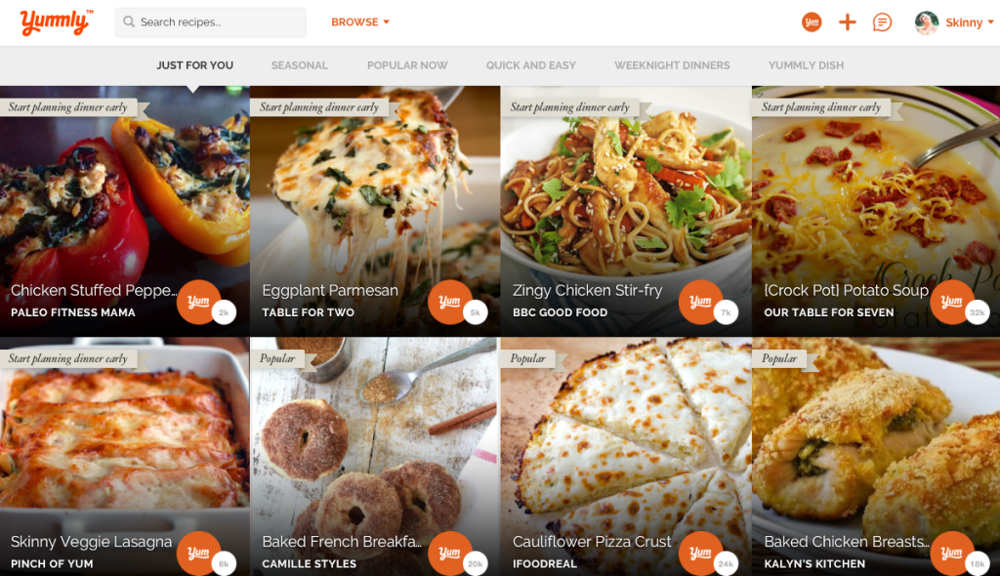 Yummly™
Search recipes...
BROWSE
Yum
Skinny
JUST FOR YOU
SEASONAL
POPULAR NOW
QUICK AND EASY
WEEKNIGHT DINNERS
YUMMLY DISH
Start planning dinner early
Chicken Stuffed Peppe...
PALEO FITNESS MAMA
Yum
2k
Start planning dinner early
Eggplant Parmesan
TABLE FOR TWO
Yum
5k
Start planning dinner early
Zingy Chicken Stir-fry
BBC GOOD FOOD
Yum
7k
Start planning dinner early
{Crock Pot} Potato Soup
OUR TABLE FOR SEVEN
Yum
32k
Start planning dinner early
Skinny Veggie Lasagna
PINCH OF YUM
Yum
6k
Popular
Baked French Breakfa...
CAMILLE STYLES
Yum
20k
Popular
Cauliflower Pizza Crust
IFOODREAL
Yum
24k
Popular
Baked Chicken Breasts...
KALYN'S KITCHEN
Yum
18k